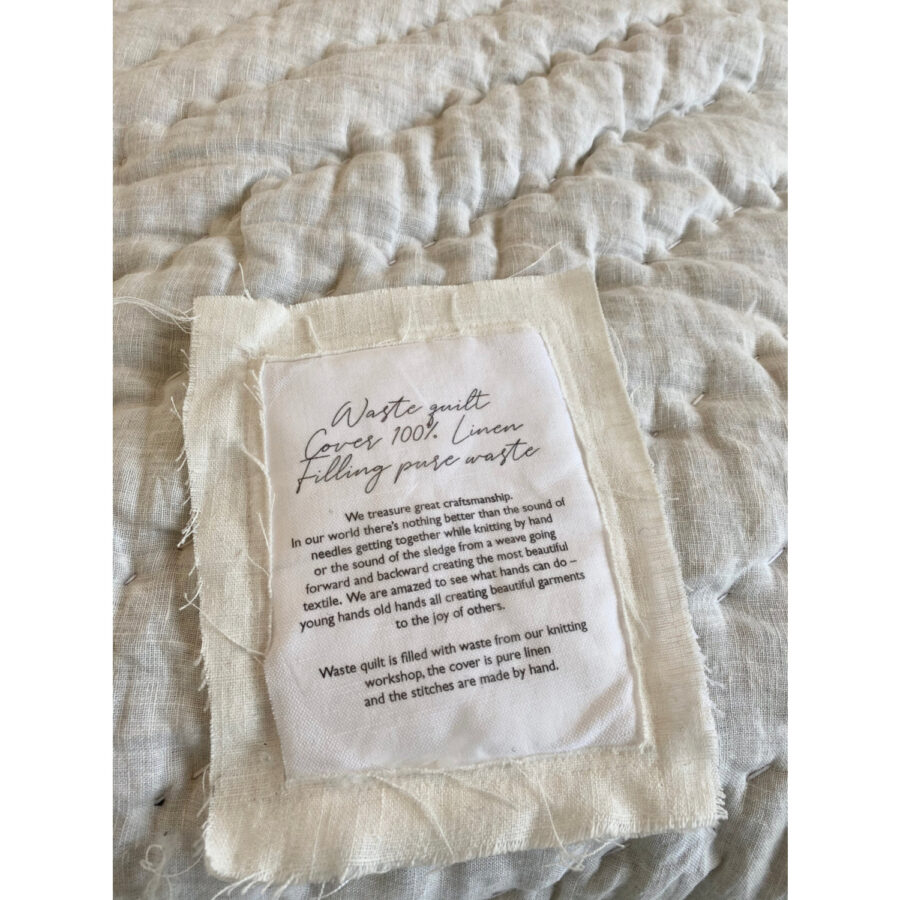 Waste quilt
Cover 100% Linen
Filling pure waste
We treasure great craftsmanship.
In our world there's nothing better than the sound of
needles getting together while knitting by hand
or the sound of the sledge from a weave going
forward and backward creating the most beautiful
textile. We are amazed to see what hands can do –
young hands old hands all creating beautiful garments
to the joy of others.
Waste quilt is filled with waste from our knitting
workshop, the cover is pure linen
and the stitches are made by hand.